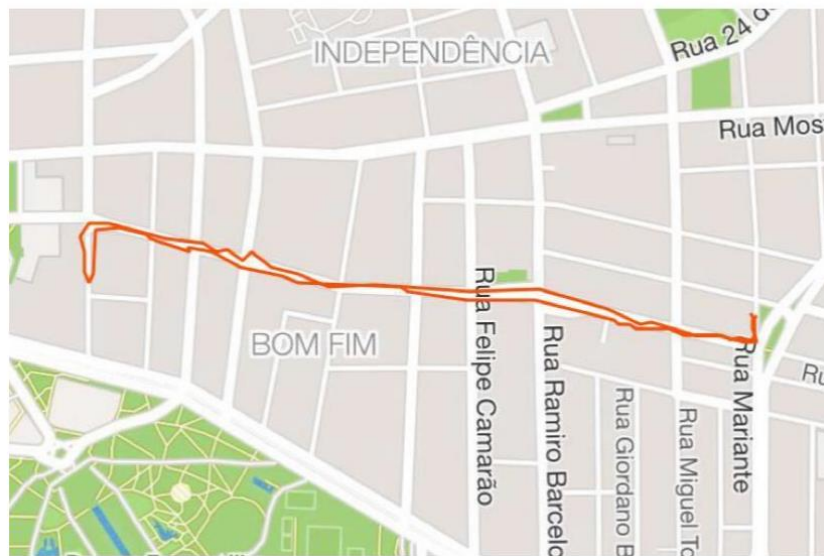 INDEPENDÊNCIA
Rua 24 de
Rua Mos
BOM FIM
Rua Felipe Camarão
Rua Ramiro Barcelo
Rua Giordano B
Rua Miguel To
Rua Mariante
Ru